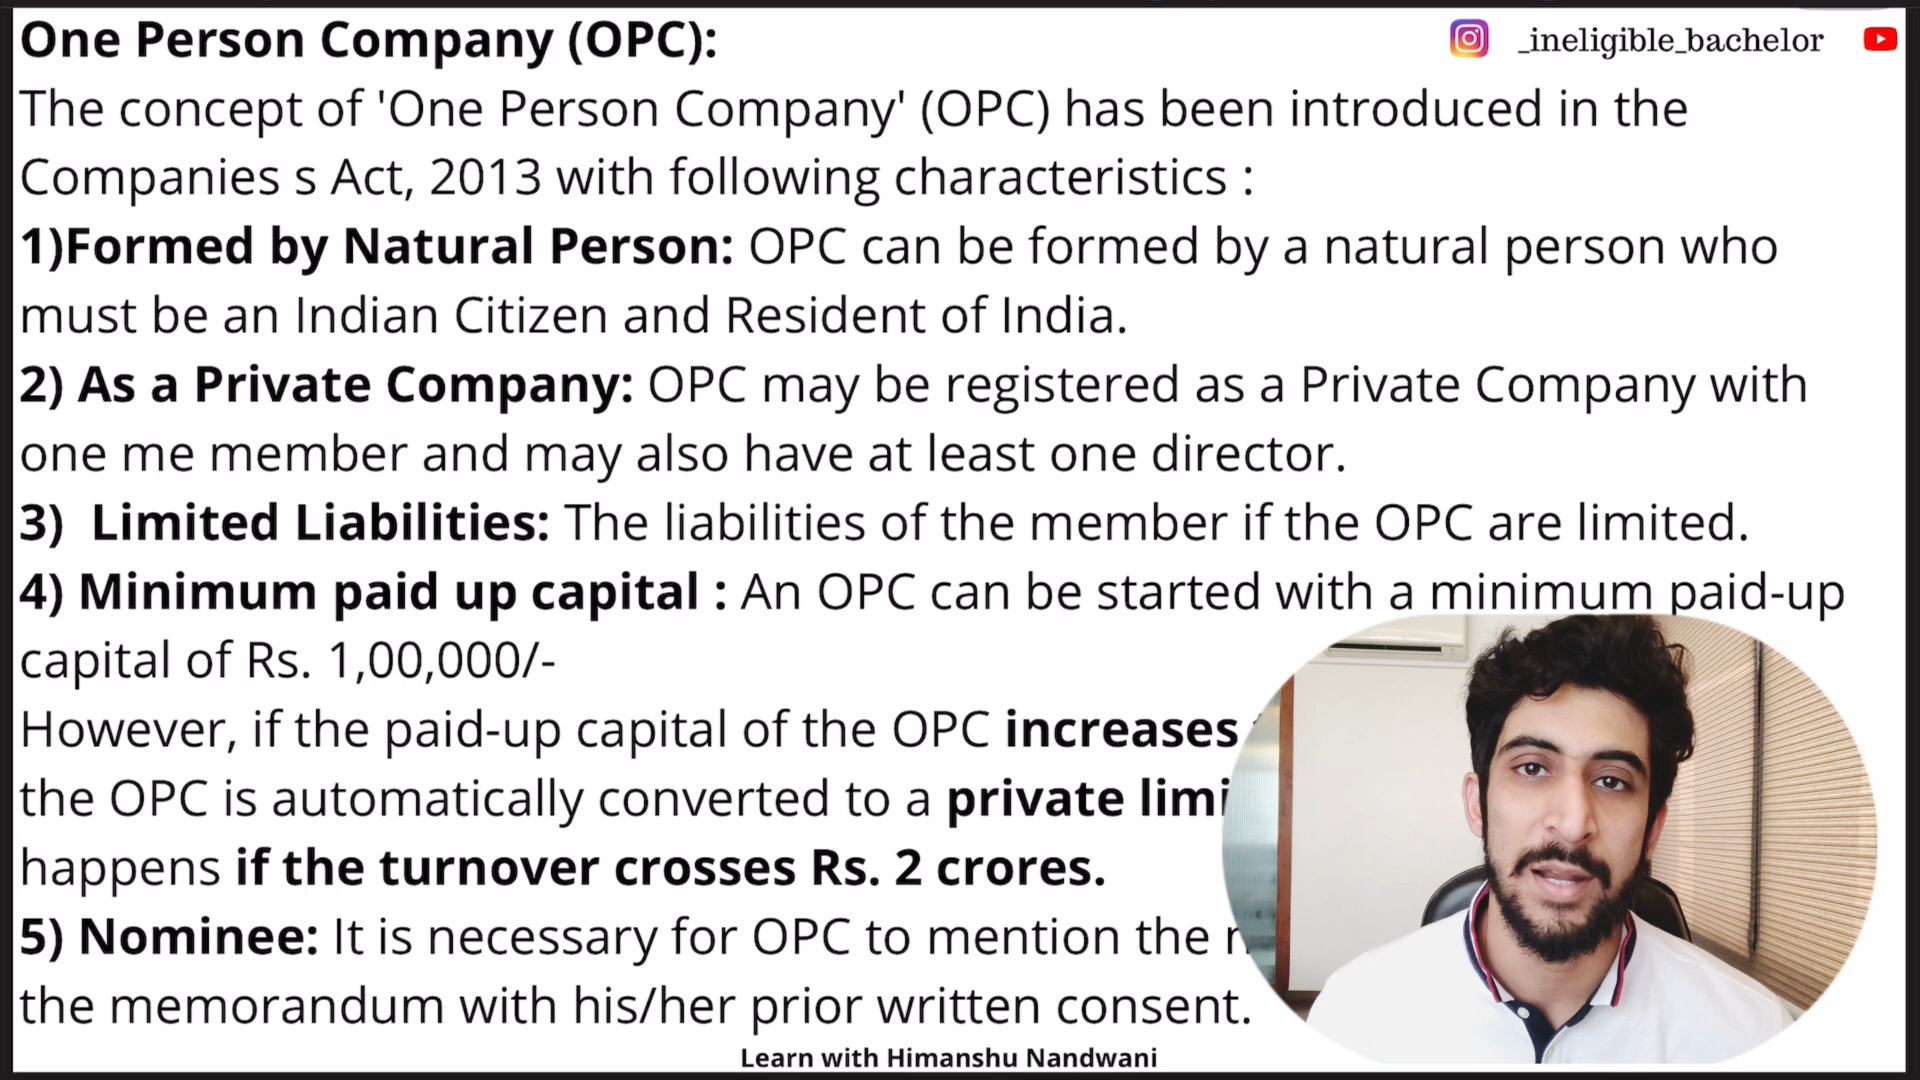 One Person Company (OPC):
_ineligible_bachelor
The concept of 'One Person Company' (OPC) has been introduced in the
Companies s Act, 2013 with following characteristics :
1)Formed by Natural Person: OPC can be formed by a natural person who
must be an Indian Citizen and Resident of India.
2) As a Private Company: OPC may be registered as a Private Company with
one me member and may also have at least one director.
3) Limited Liabilities: The liabilities of the member if the OPC are limited.
4) Minimum paid up capital : An OPC can be started with a minimum paid-up
capital of Rs. 1,00,000/-
However, if the paid-up capital of the OPC increases
the OPC is automatically converted to a private
happens if the turnover crosses Rs. 2 crores.
5) Nominee: It is necessary for OPC to mention the
the memorandum with his/her prior written consent.
Learn with Himanshu Nandwani